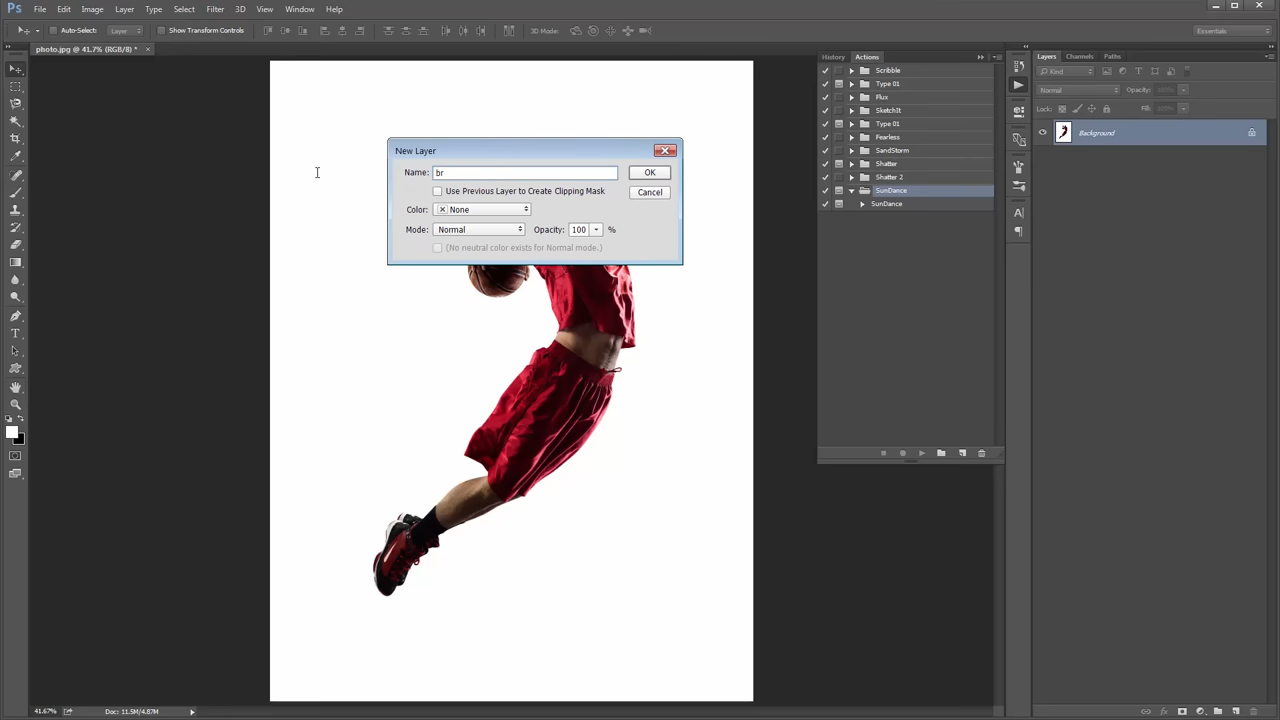 Ps File Edit Image Layer Type Select Filter 3D View Window Help
Auto-Select: Layer Show Transform Controls 3D Mode: Essentials
photo.jpg @ 41.7% (RGB/8) *
History Actions
Scribble
Type 01
Flux
SketchIt
Type 01
Fearless
SandStorm
Shatter
Shatter 2
SunDance
SunDance
Layers Channels Paths
Kind
Normal Opacity: 100%
Lock: Fill: 100%
Background
New Layer
Name: br OK
Use Previous Layer to Create Clipping Mask Cancel
Color: None
Mode: Normal Opacity: 100 %
(No neutral color exists for Normal mode.)
41.67% Doc: 11.5M/4.87M